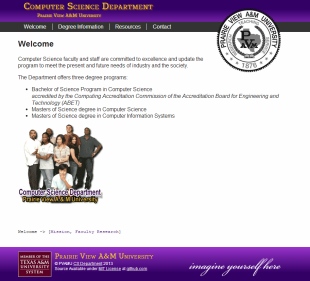 Computer Science Department
Prairie View A&M University
Welcome | Degree Information | Resources | Contact
PRAIRIE VIEW A&M UNIVERSITY
1876
Welcome
Computer Science faculty and staff are committed to excellence and update the
program to meet the present and future needs of industry and the society.
The Department offers three degree programs:
• Bachelor of Science Program in Computer Science
accredited by the Computing Accreditation Commission of the Accreditation Board for Engineering and
Technology (ABET)
• Masters of Science degree in Computer Science
• Masters of Science degree in Computer Information Systems
Computer Science Department
Prairie View A&M University
Welcome -> [Mission, Faculty Research]
MEMBER OF THE
TEXAS A&M
UNIVERSITY
SYSTEM
Prairie View A&M University
© PVAMU CS Department 2013
Source Available under MIT License at github.com
imagine yourself here